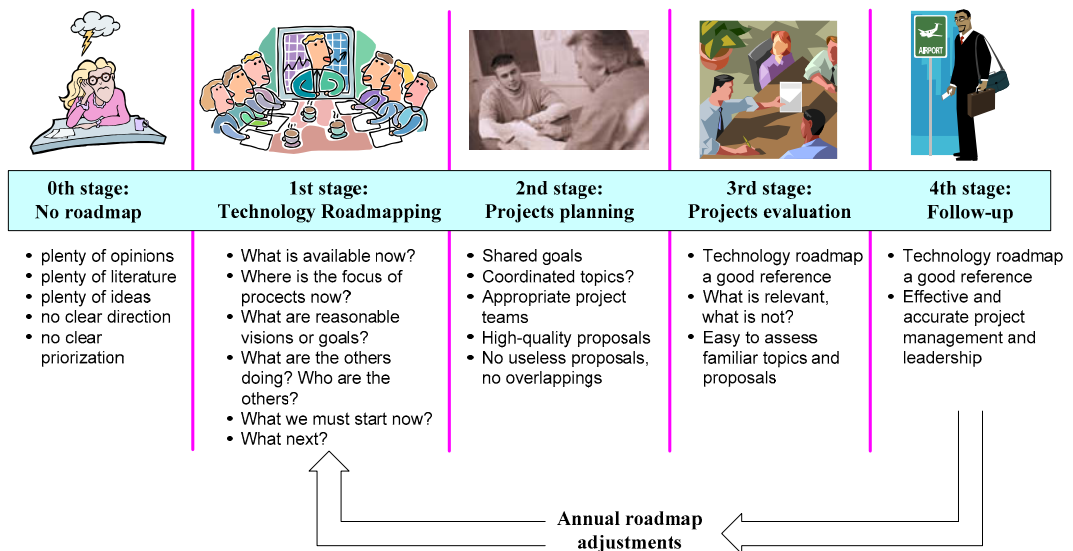 AIRPORT
0th stage:
No roadmap
1st stage:
Technology Roadmapping
2nd stage:
Projects planning
3rd stage:
Projects evaluation
4th stage:
Follow-up
• plenty of opinions
• plenty of literature
• plenty of ideas
• no clear direction
• no clear
priorization
• What is available now?
• Where is the focus of
procects now?
• What are reasonable
visions or goals?
• What are the others
doing? Who are the
others?
• What we must start now?
• What next?
• Shared goals
• Coordinated topics?
• Appropriate project
teams
• High-quality proposals
• No useless proposals,
no overlappings
• Technology roadmap
a good reference
• What is relevant,
what is not?
• Easy to assess
familiar topics and
proposals
• Technology roadmap
a good reference
• Effective and
accurate project
management and
leadership
Annual roadmap
adjustments